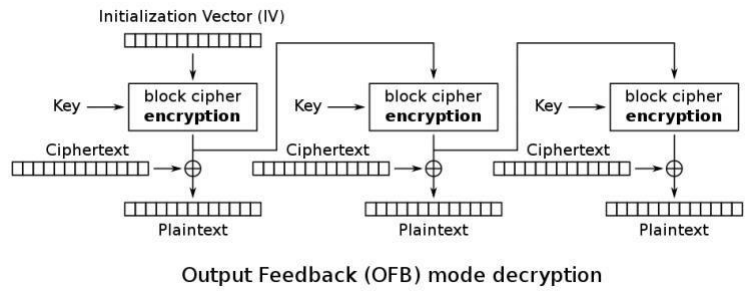 Initialization Vector (IV)
Key
block cipher
encryption
Key
block cipher
encryption
Key
block cipher
encryption
Ciphertext
Ciphertext
Ciphertext
Plaintext
Plaintext
Plaintext
Output Feedback (OFB) mode decryption